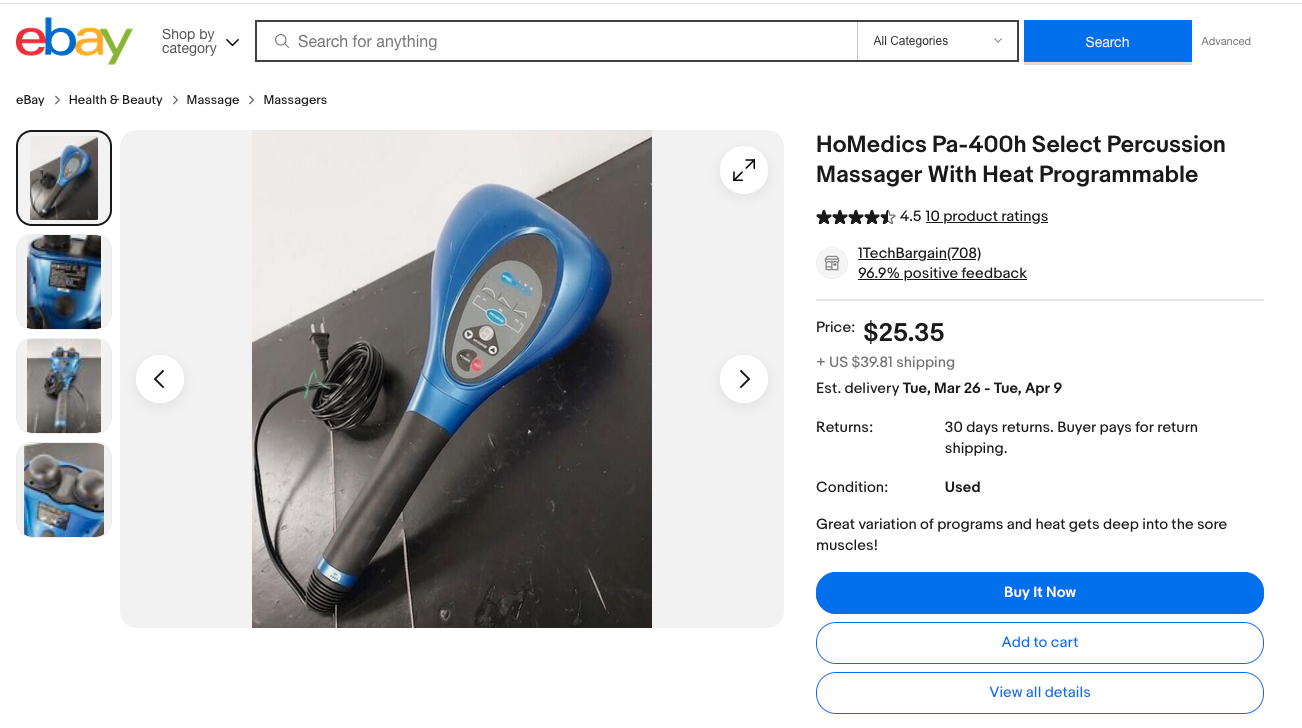 ebay
Shop by
category
Search for anything
All Categories
Search
Advanced
eBay
Health & Beauty
Massage
Massagers
HoMedics Pa-400h Select Percussion
Massager With Heat Programmable
4.5 10 product ratings
1TechBargain(708)
96.9% positive feedback
Price: $25.35
+ US $39.81 shipping
Est. delivery Tue, Mar 26 - Tue, Apr 9
Returns: 30 days returns. Buyer pays for return
shipping.
Condition: Used
Great variation of programs and heat gets deep into the sore
muscles!
Buy It Now
Add to cart
View all details